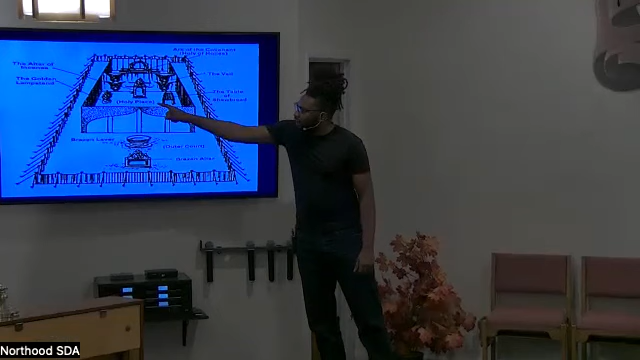 Ark of the Covenant
(Holy of Holies)
The Altar of
Incense
The Veil
The Golden
Lampstand
The Table
of
Shewbread
(Holy Place)
Brazen Laver
(Outer Court)
Brazen Altar
Northood SDA